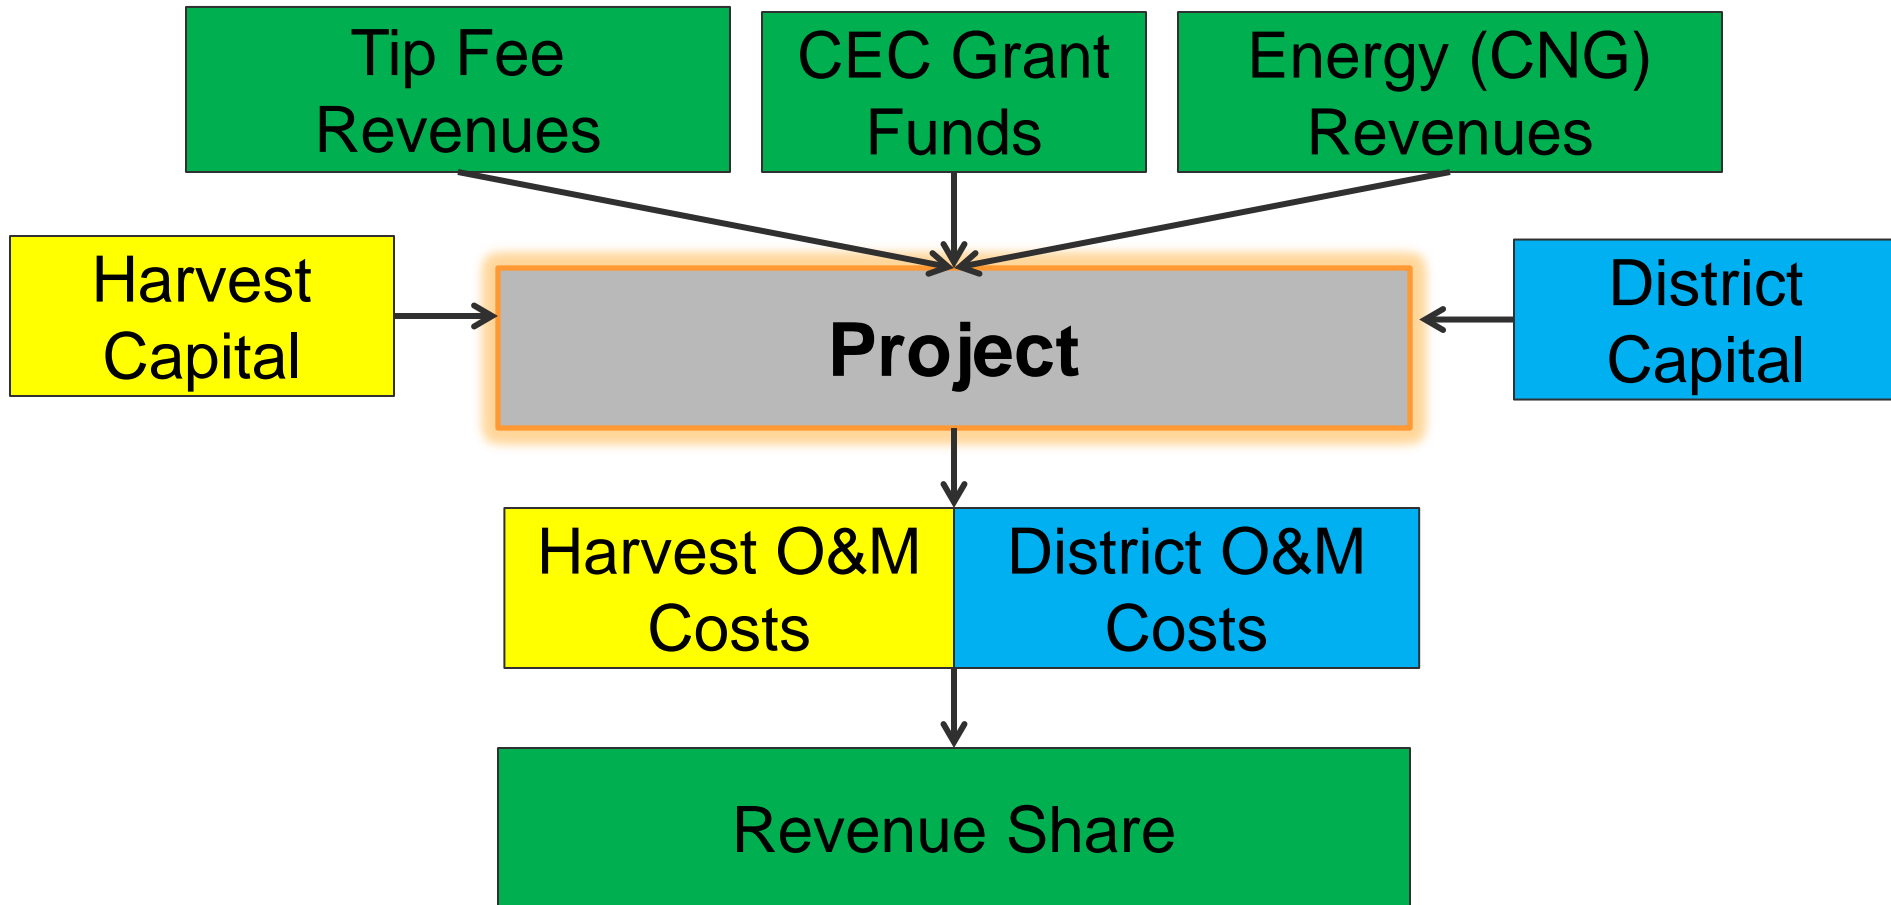 Tip Fee
Revenues
CEC Grant
Funds
Energy (CNG)
Revenues
Harvest
Capital
Project
District
Capital
Harvest O&M
Costs
District O&M
Costs
Revenue Share